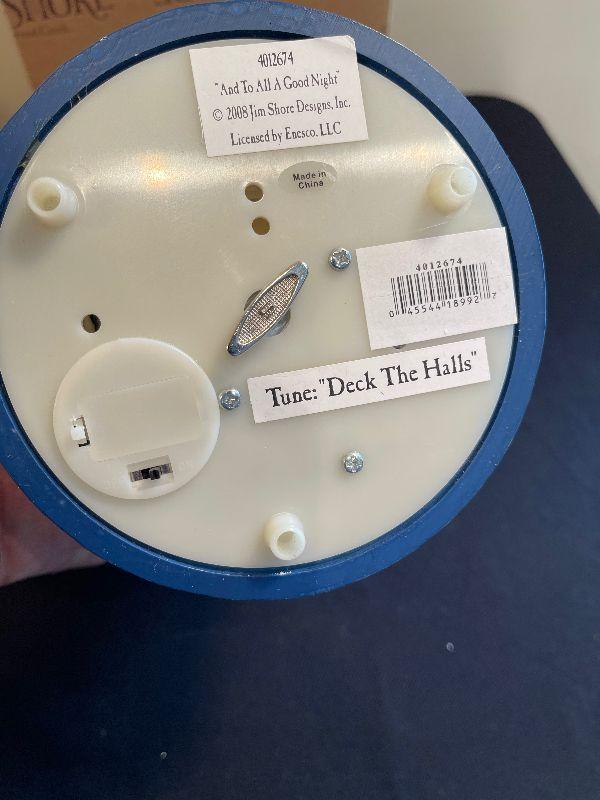 SHORE
4012674
"And To All A Good Night"
© 2008 Jim Shore Designs, Inc.
Licensed by Enesco, LLC
Made in
China
4012674
0 45544 18992 7
Tune: "Deck The Halls"